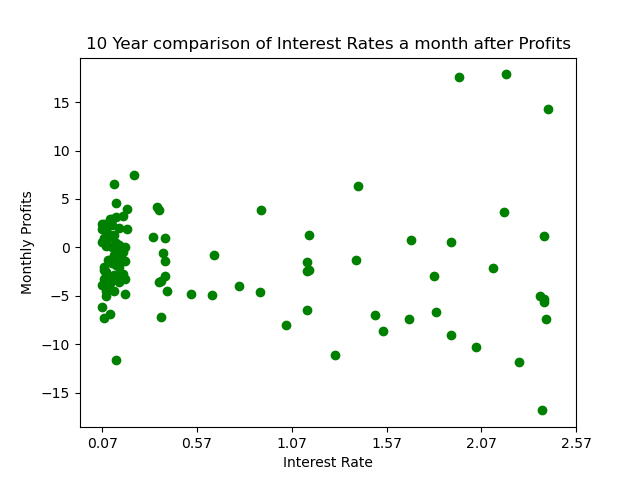 10 Year comparison of Interest Rates a month after Profits
15
10
5
0
−5
−10
−15
Monthly Profits
0.07 0.57 1.07 1.57 2.07 2.57
Interest Rate